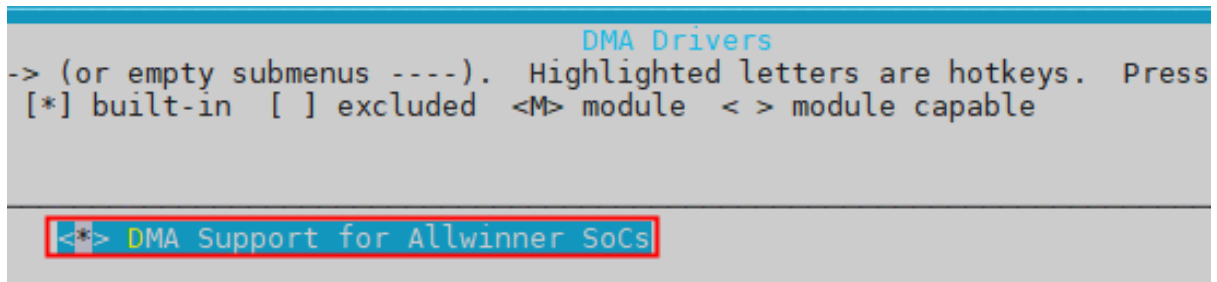 DMA Drivers
-> (or empty submenus ----).  Highlighted letters are hotkeys.  Press
[*] built-in  [ ] excluded  <M> module  < > module capable
<*> DMA Support for Allwinner SoCs